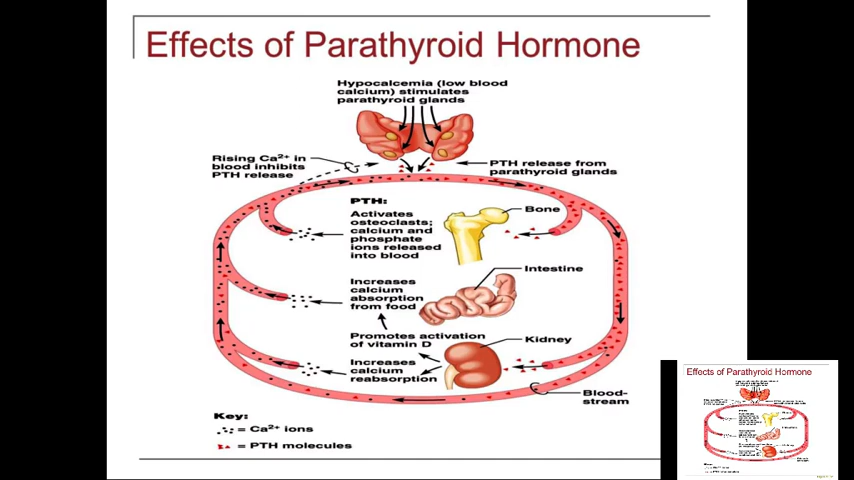 Effects of Parathyroid Hormone
Hypocalcemia (low blood
calcium) stimulates
parathyroid glands
Rising Ca2+ in
blood inhibits
PTH release
PTH release from
parathyroid glands
PTH:
Activates
osteoclasts;
calcium and
phosphate
ions released
into blood
Bone
Increases
calcium
absorption
from food
Intestine
Promotes activation
of vitamin D
Kidney
Increases
calcium
reabsorption
Blood-
stream
Key:
= Ca2+ ions
= PTH molecules
Effects of Parathyroid Hormone